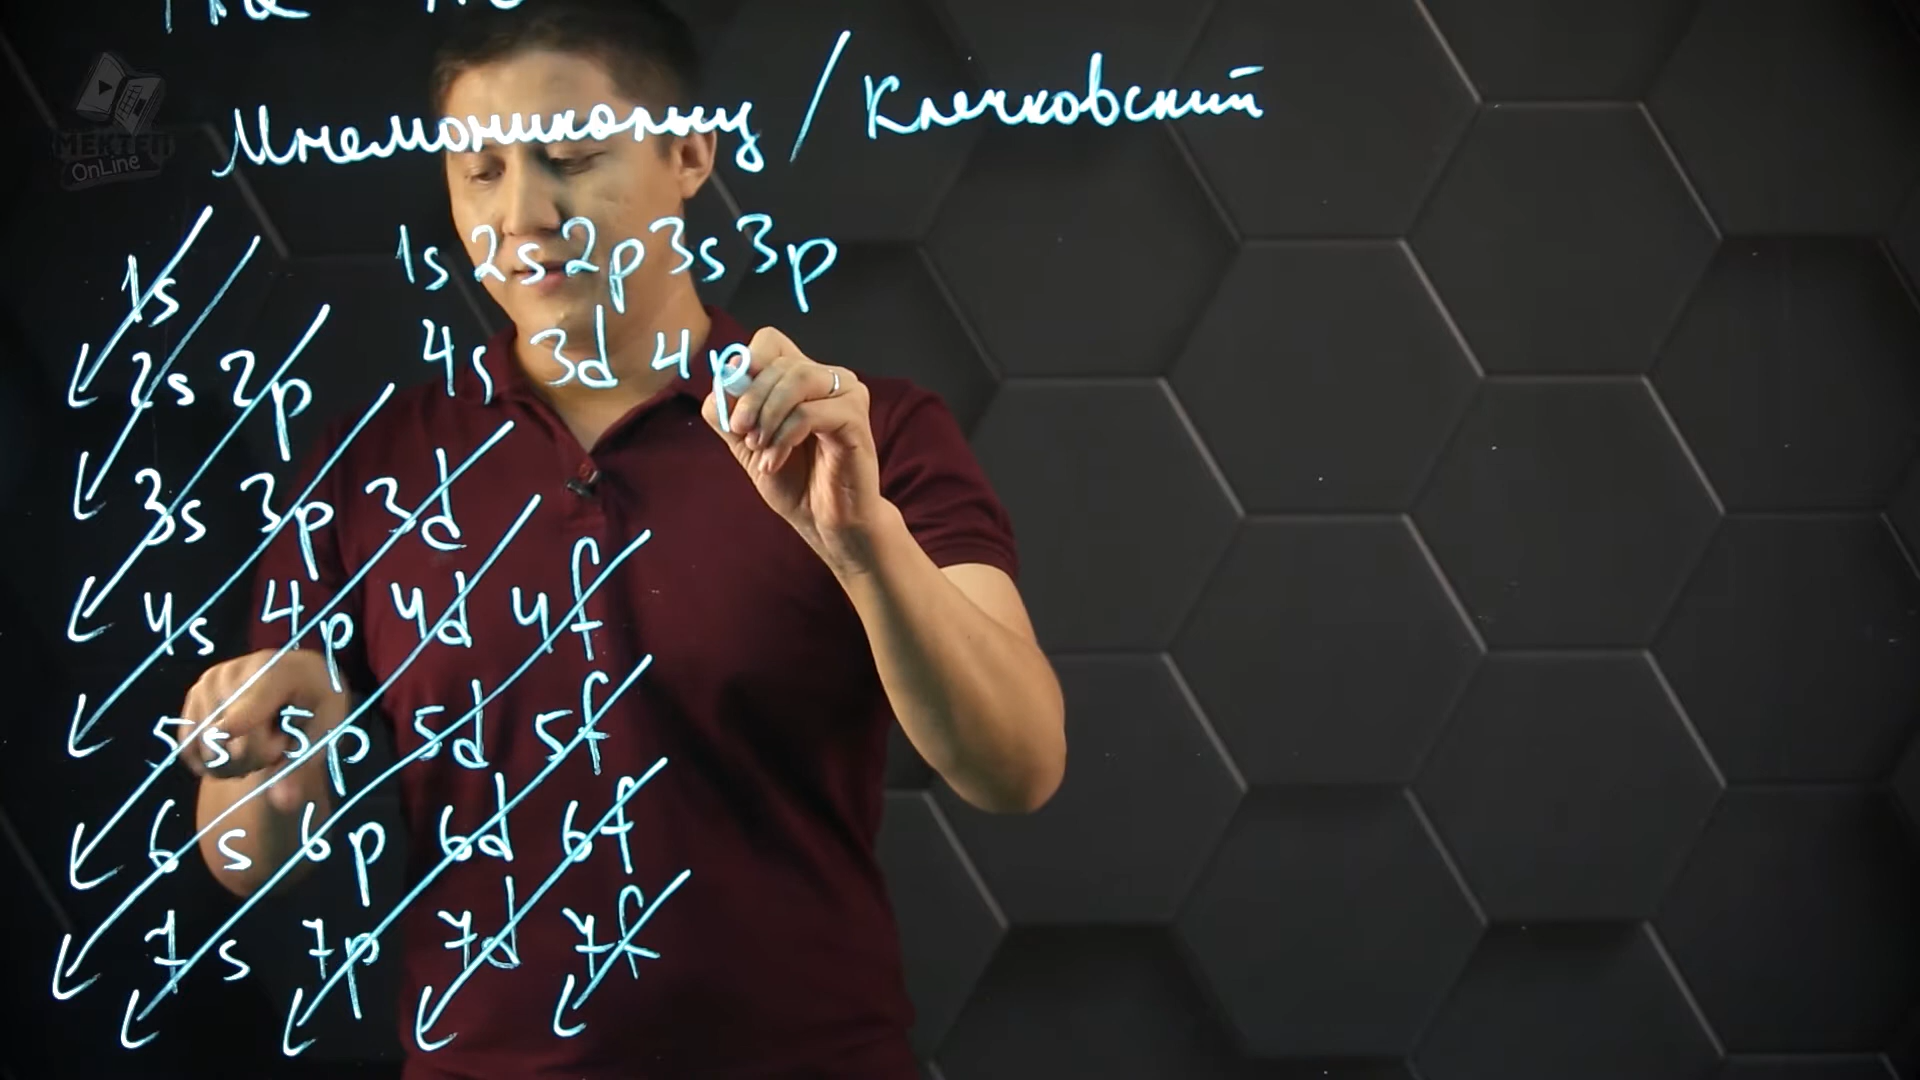 МЕКТЕП
OnLine
Мнемоникалыц / Клечковский
1s 2s 2p 3s 3p
4s 3d 4p
1s
2s 2p
3s 3p 3d
4s 4p 4d 4f
5s 5p 5d 5f
6s 6p 6d 6f
7s 7p 7d 7f